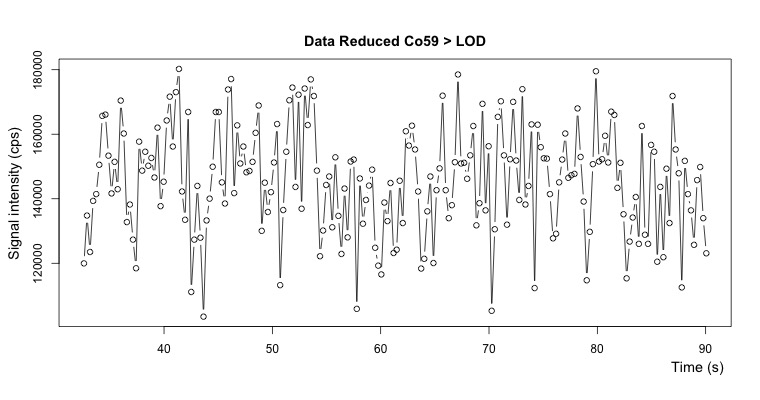 Data Reduced Co59 > LOD
Signal intensity (cps)
180000
160000
140000
120000
40 50 60 70 80 90
Time (s)